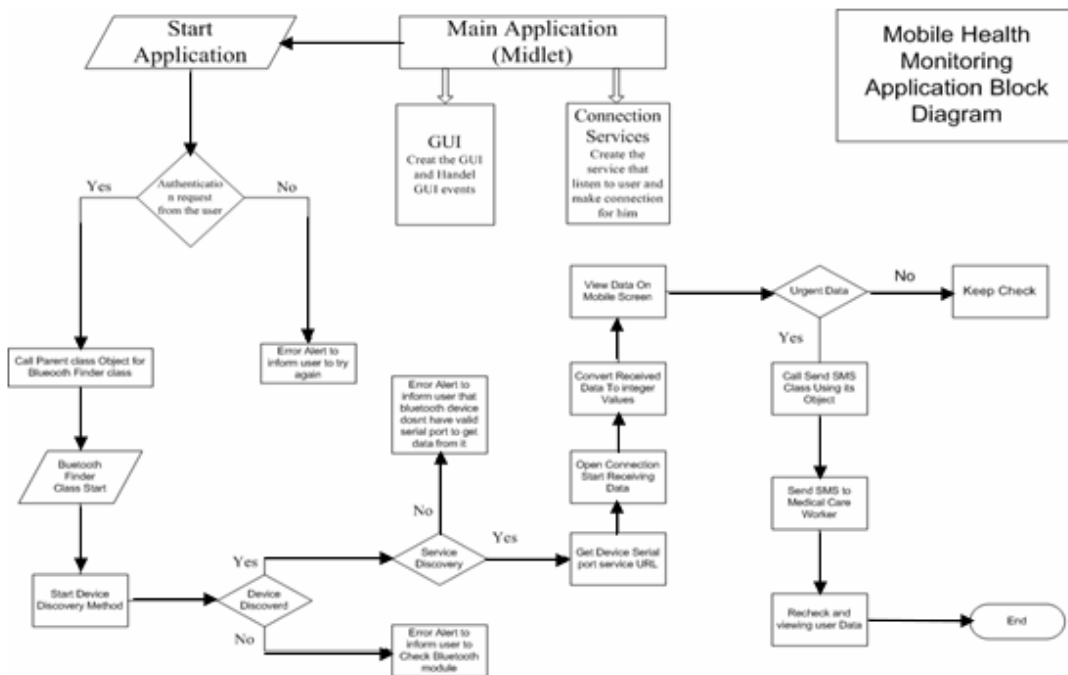 Start
Application
Main Application
(Midlet)
Mobile Health
Monitoring
Application Block
Diagram
GUI
Creat the GUI
and Handel
GUI events
Connection
Services
Create the
service that
listen to user and
make connection
for him
Yes
Authenticatio
n request
from the user
No
View Data On
Mobile Screen
Urgent Data
No
Keep Check
Yes
Call Parent class Object for
Blueooth Finder class
Error Alert to
inform user to try
again
Error Alert to
inform user that
bluetooth device
dosnt have valid
serial port to get
data from it
Convert Received
Data To integer
Values
Call Send SMS
Class Using its
Object
Buetooth
Finder
Class Start
Open Connection
Start Receiving
Data
Send SMS to
Medical Care
Worker
No
Yes
Service
Discovery
Yes
Get Device Serial
port service URL
Start Device
Discovery Method
Device
Discoverd
Recheck and
viewing user Data
End
No
Error Alert to
inform user to
Check Bluetooth
module